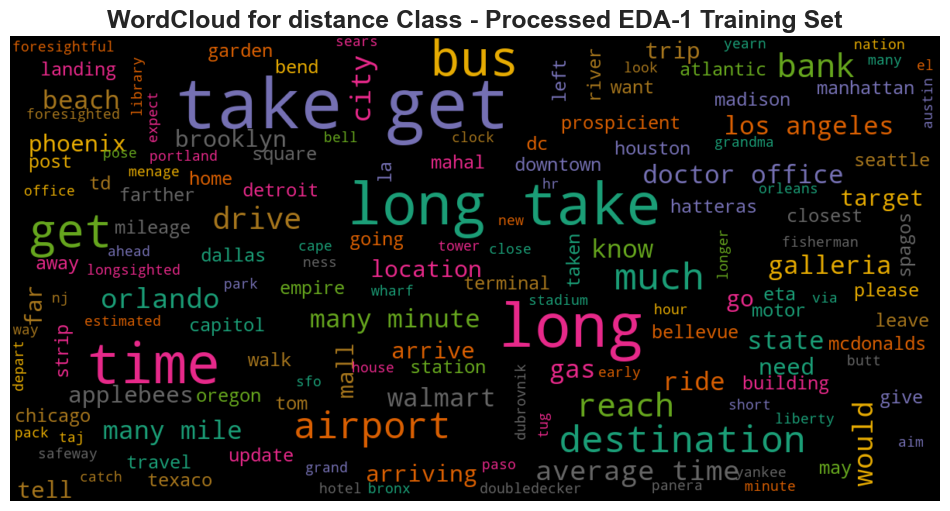 WordCloud for distance Class - Processed EDA-1 Training Set
foresightful
garden
sears
bus
river
trip
yearn
nation
many
el
landing
library
bend
city
left
look
want
atlantic
bank
beach
foresighted
expect
take get
madison
manhattan
austin
phoenix
post
pose
menage
portland
brooklyn
square
bell
clock
dc
prospicient
grandma
los angeles
mahal
la
downtown
houston
seattle
office
td
farther
home
detroit
hr
doctor office
orleans
target
get
mileage
drive
long take
hatteras
closest
spagos
ahead
away
longsighted
dallas
cape
ness
going
tower
new
close
taken
know
longer
fisherman
galleria
far
nj
park
empire
location
wharf
terminal
much
eta
via
please
orlando
stadium
hour
go
motor
way
estimated
capitol
many minute
long
bellevue
state
leave
mcdonalds
strip
time
walk
mall
house
arrive
station
gas
early
ride
need
butt
depart
sfo
building
applebees
oregon
tom
walmart
dubrovnik
reach
short
give
chicago
pack
taj
many mile
airport
tug
liberty
would
aim
safeway
travel
update
destination
tell
catch
texaco
grand
arriving
paso
average time
yankee
may
hotel
bronx
doubledecker
panera
minute